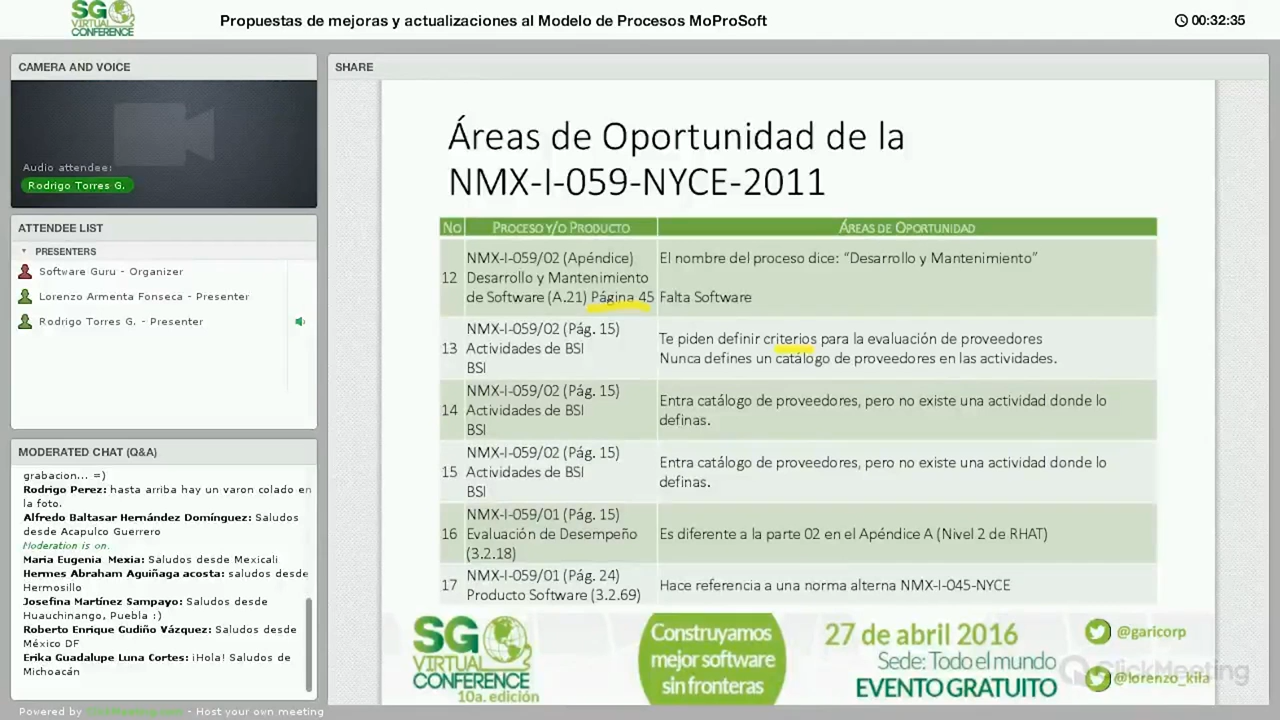 SG
VIRTUAL
CONFERENCE
Propuestas de mejoras y actualizaciones al Modelo de Procesos MoProSoft
00:32:35
CAMERA AND VOICE
Audio attendee:
Rodrigo Torres G.
ATTENDEE LIST
PRESENTERS
Software Guru - Organizer
Lorenzo Armenta Fonseca - Presenter
Rodrigo Torres G. - Presenter
MODERATED CHAT (Q&A)
grabacion... =)
Rodrigo Perez: hasta arriba hay un varon colado en
la foto.
Alfredo Baltasar Hernández Domínguez: Saludos
desde Acapulco Guerrero
Moderation is on.
Maria Eugenia Mexia: Saludos desde Mexicali
Hermes Abraham Aguiñaga acosta: saludos desde
Hermosillo
Josefina Martínez Sampayo: Saludos desde
Huauchinango, Puebla :)
Roberto Enrique Gudiño Vázquez: Saludos desde
México DF
Erika Guadalupe Luna Cortes: ¡Hola! Saludos de
Michoacán
Powered by ClickMeeting.com - Host your own meeting
SHARE
Áreas de Oportunidad de la
NMX-I-059-NYCE-2011
No PROCESO Y/O PRODUCTO ÁREAS DE OPORTUNIDAD
12 NMX-I-059/02 (Apéndice)
Desarrollo y Mantenimiento
de Software (A.21) Página 45
El nombre del proceso dice: “Desarrollo y Mantenimiento”
Falta Software
13 NMX-I-059/02 (Pág. 15)
Actividades de BSI
BSI
Te piden definir criterios para la evaluación de proveedores
Nunca defines un catálogo de proveedores en las actividades.
14 NMX-I-059/02 (Pág. 15)
Actividades de BSI
BSI
Entra catálogo de proveedores, pero no existe una actividad donde lo
definas.
15 NMX-I-059/02 (Pág. 15)
Actividades de BSI
BSI
Entra catálogo de proveedores, pero no existe una actividad donde lo
definas.
16 NMX-I-059/01 (Pág. 15)
Evaluación de Desempeño
(3.2.18)
Es diferente a la parte 02 en el Apéndice A (Nivel 2 de RHAT)
17 NMX-I-059/01 (Pág. 24)
Producto Software (3.2.69)
Hace referencia a una norma alterna NMX-I-045-NYCE
SG
VIRTUAL
CONFERENCE
10a. edición
Construyamos
mejor software
sin fronteras
27 de abril 2016
Sede: Todo el mundo
EVENTO GRATUITO
@garicorp
@lorenzo_kila
ClickMeeting